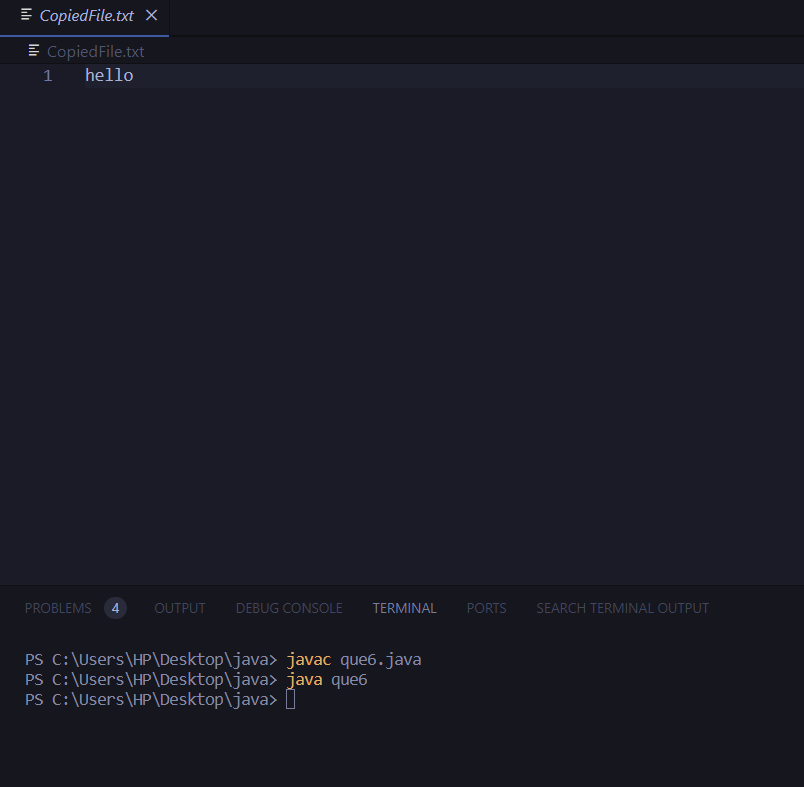 CopiedFile.txt
CopiedFile.txt
1 hello
PROBLEMS 4 OUTPUT DEBUG CONSOLE TERMINAL PORTS SEARCH TERMINAL OUTPUT
PS C:\Users\HP\Desktop\java> javac que6.java
PS C:\Users\HP\Desktop\java> java que6
PS C:\Users\HP\Desktop\java>